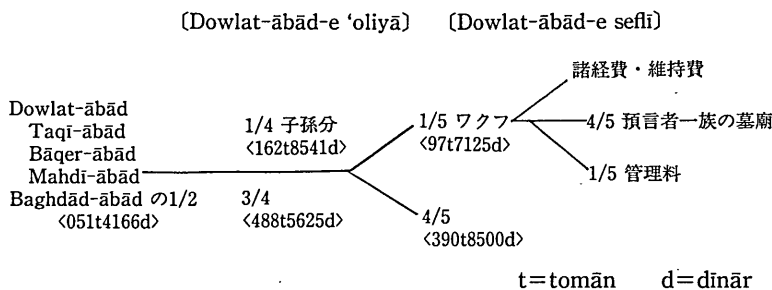 〔Dowlat-ābād-e ʻoliyā〕 〔Dowlat-ābād-e seflī〕
諸経費・維持費
Dowlat-ābād
Taqī-ābād
Bāqer-ābād
Mahdī-ābād
Baghdād-ābād の1/2
<051t4166d>
1/4 子孫分
<162t8541d>
3/4
<488t5625d>
1/5 ワクフ
<97t7125d>
4/5
<390t8500d>
4/5 預言者一族の墓廟
1/5 管理料
t=tomān d=dīnār